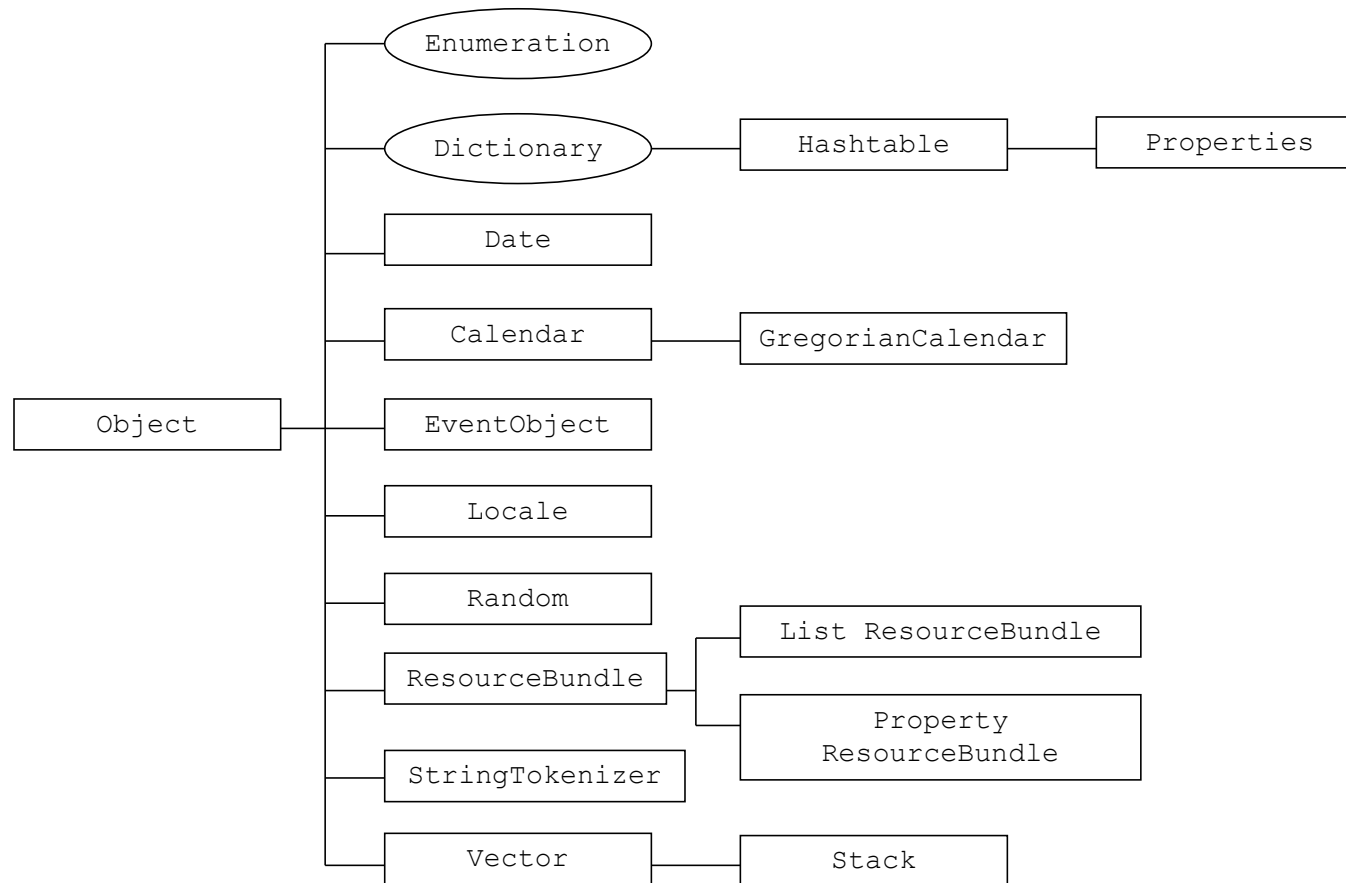 Enumeration
Dictionary
Hashtable
Properties
Date
Calendar
GregorianCalendar
Object
EventObject
Locale
Random
List ResourceBundle
ResourceBundle
Property
ResourceBundle
StringTokenizer
Vector
Stack